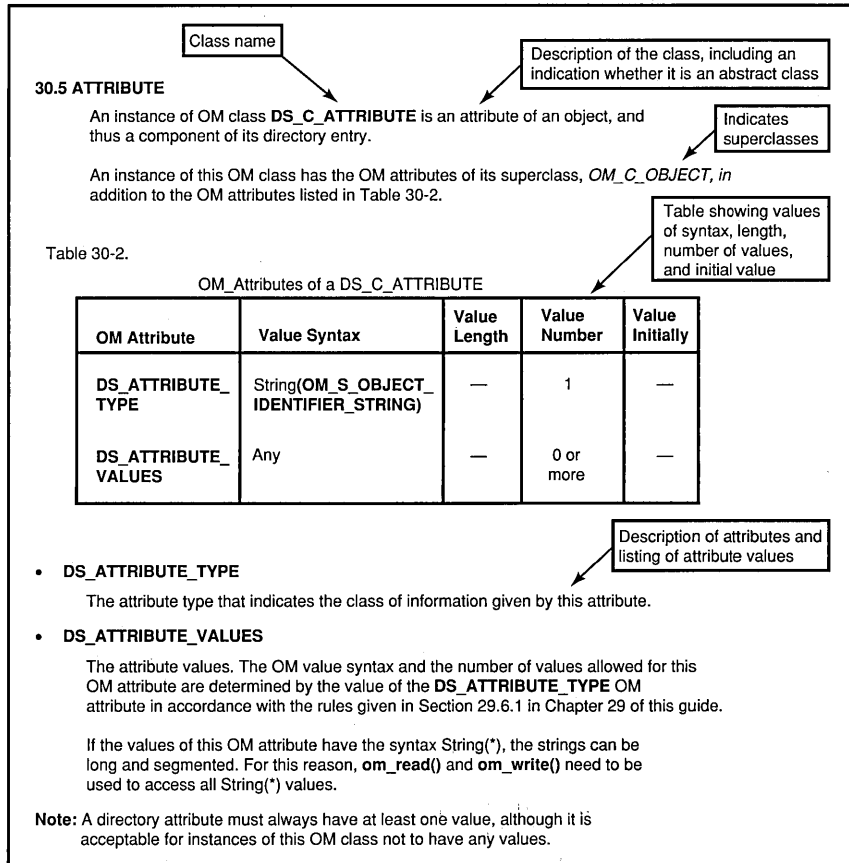 Class name
Description of the class, including an
indication whether it is an abstract class
30.5 ATTRIBUTE
An instance of OM class DS_C_ATTRIBUTE is an attribute of an object, and
thus a component of its directory entry.
Indicates
superclasses
An instance of this OM class has the OM attributes of its superclass, OM_C_OBJECT, in
addition to the OM attributes listed in Table 30-2.
Table showing values
of syntax, length,
number of values,
and initial value
Table 30-2.
OM_Attributes of a DS_C_ATTRIBUTE
OM Attribute Value Syntax Value Length Value Number Value Initially
DS_ATTRIBUTE_ String(OM_S_OBJECT_ — 1 —
TYPE IDENTIFIER_STRING)
DS_ATTRIBUTE_ Any — 0 or —
VALUES more
Description of attributes and
listing of attribute values
• DS_ATTRIBUTE_TYPE
The attribute type that indicates the class of information given by this attribute.
• DS_ATTRIBUTE_VALUES
The attribute values. The OM value syntax and the number of values allowed for this
OM attribute are determined by the value of the DS_ATTRIBUTE_TYPE OM
attribute in accordance with the rules given in Section 29.6.1 in Chapter 29 of this guide.
If the values of this OM attribute have the syntax String(*), the strings can be
long and segmented. For this reason, om_read() and om_write() need to be
used to access all String(*) values.
Note: A directory attribute must always have at least one value, although it is
acceptable for instances of this OM class not to have any values.